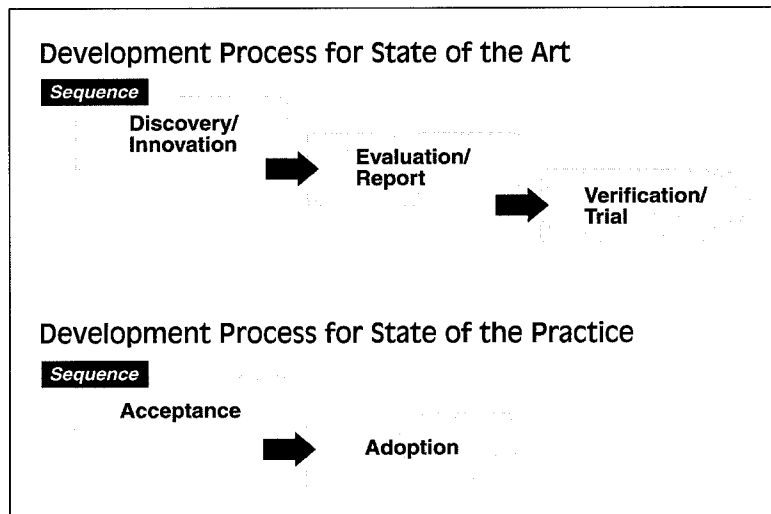 Development Process for State of the Art
Sequence
Discovery/
Innovation
Evaluation/
Report
Verification/
Trial
Development Process for State of the Practice
Sequence
Acceptance
Adoption